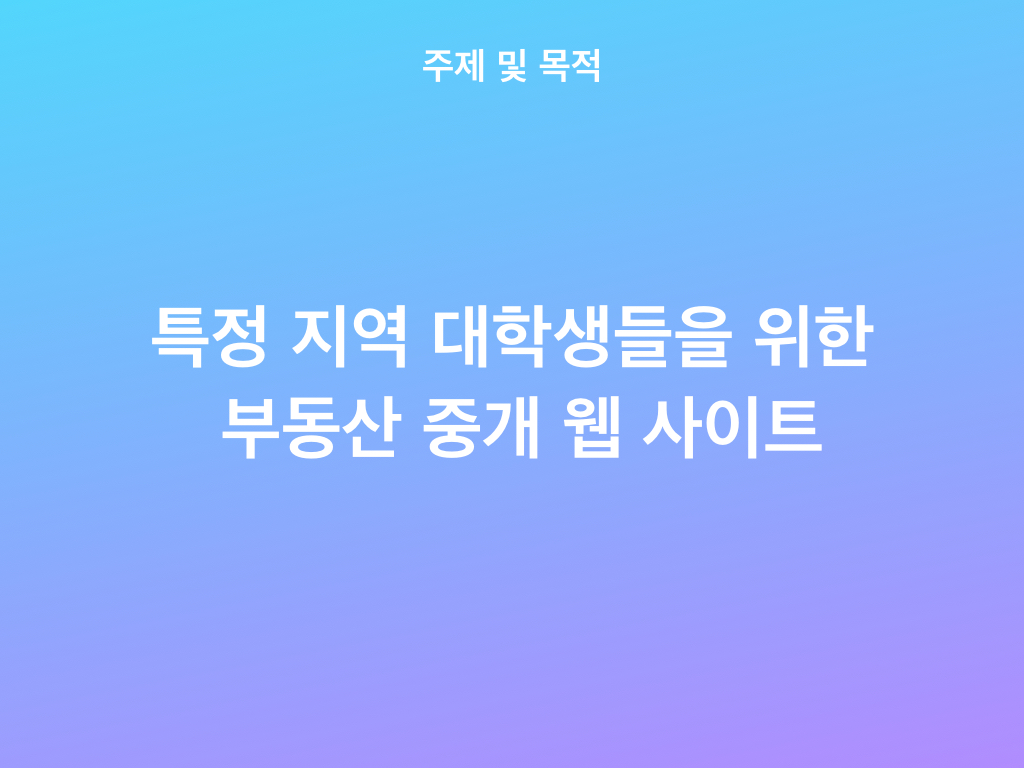 주제 및 목적
특정 지역 대학생들을 위한
부동산 중개 웹 사이트